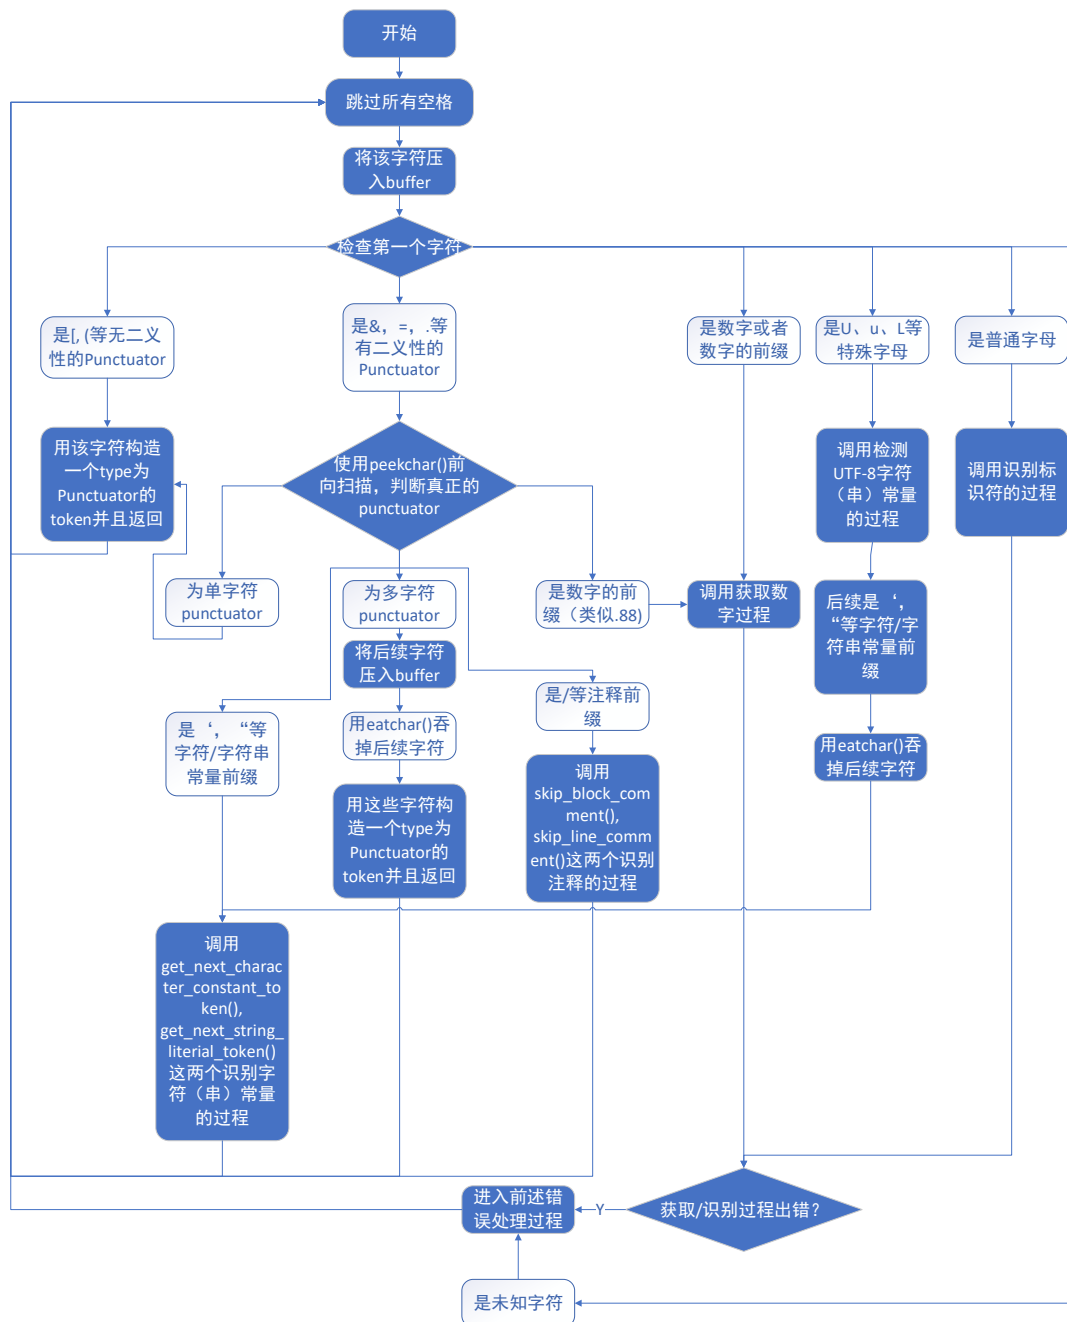 开始
跳过所有空格
将该字符压
入buffer
检查第一个字符
是[, (等无二义
性的Punctuator
是&，=，.等
有二义性的
Punctuator
是数字或者
数字的前缀
是U、u、L等
特殊字母
是普通字母
用该字符构造
一个type为
Punctuator的
token并且返回
使用peekchar()前
向扫描，判断真正的
punctuator
调用检测
UTF-8字符
（串）常量
的过程
调用识别标
识符的过程
为单字符
punctuator
为多字符
punctuator
是数字的前
缀（类似.88)
调用获取数
字过程
后续是‘，
“等字符/字
符串常量前
缀
将后续字符
压入buffer
是‘，“等
字符/字符串
常量前缀
用eatchar()吞
掉后续字符
是/等注释前
缀
用eatchar()吞
掉后续字符
用这些字符构
造一个type为
Punctuator的
token并且返回
调用
skip_block_com
ment(),
skip_line_comm
ent()这两个识别
注释的过程
调用
get_next_charac
ter_constant_to
ken(),
get_next_string_
literial_token()
这两个识别字
符（串）常量
的过程
进入前述错
误处理过程
Y
获取/识别过程出错？
是未知字符